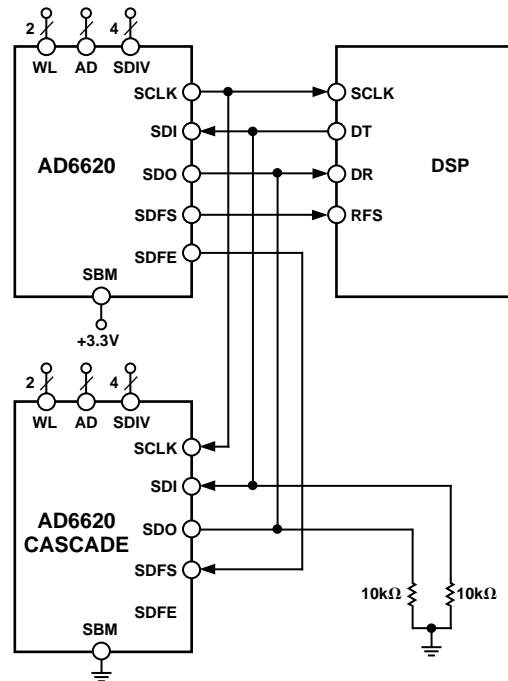 2 4
WL AD SDIV
SCLK SCLK
SDI DT
AD6620 SDO DR DSP
SDFS RFS
SDFE
SBM
+3.3V
2 4
WL AD SDIV
SCLK
SDI
AD6620
CASCADE
SDO
SDFS
10kΩ 10kΩ
SDFE
SBM